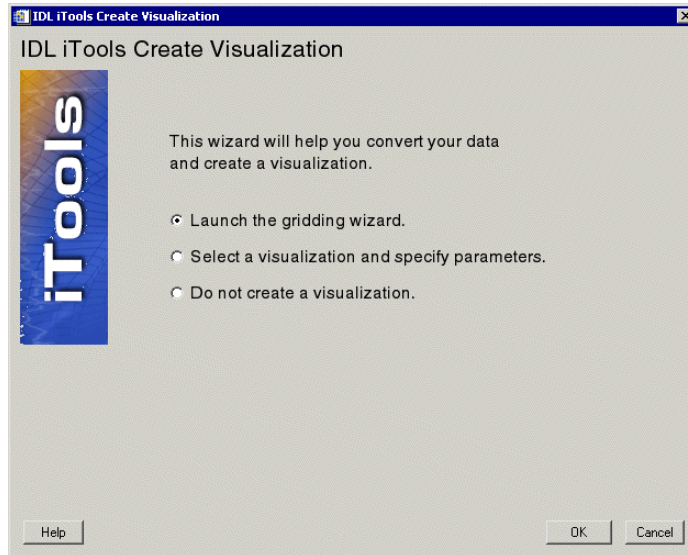 IDL iTools Create Visualization
IDL iTools Create Visualization
iTools
This wizard will help you convert your data
and create a visualization.
Launch the gridding wizard.
Select a visualization and specify parameters.
Do not create a visualization.
Help
OK
Cancel